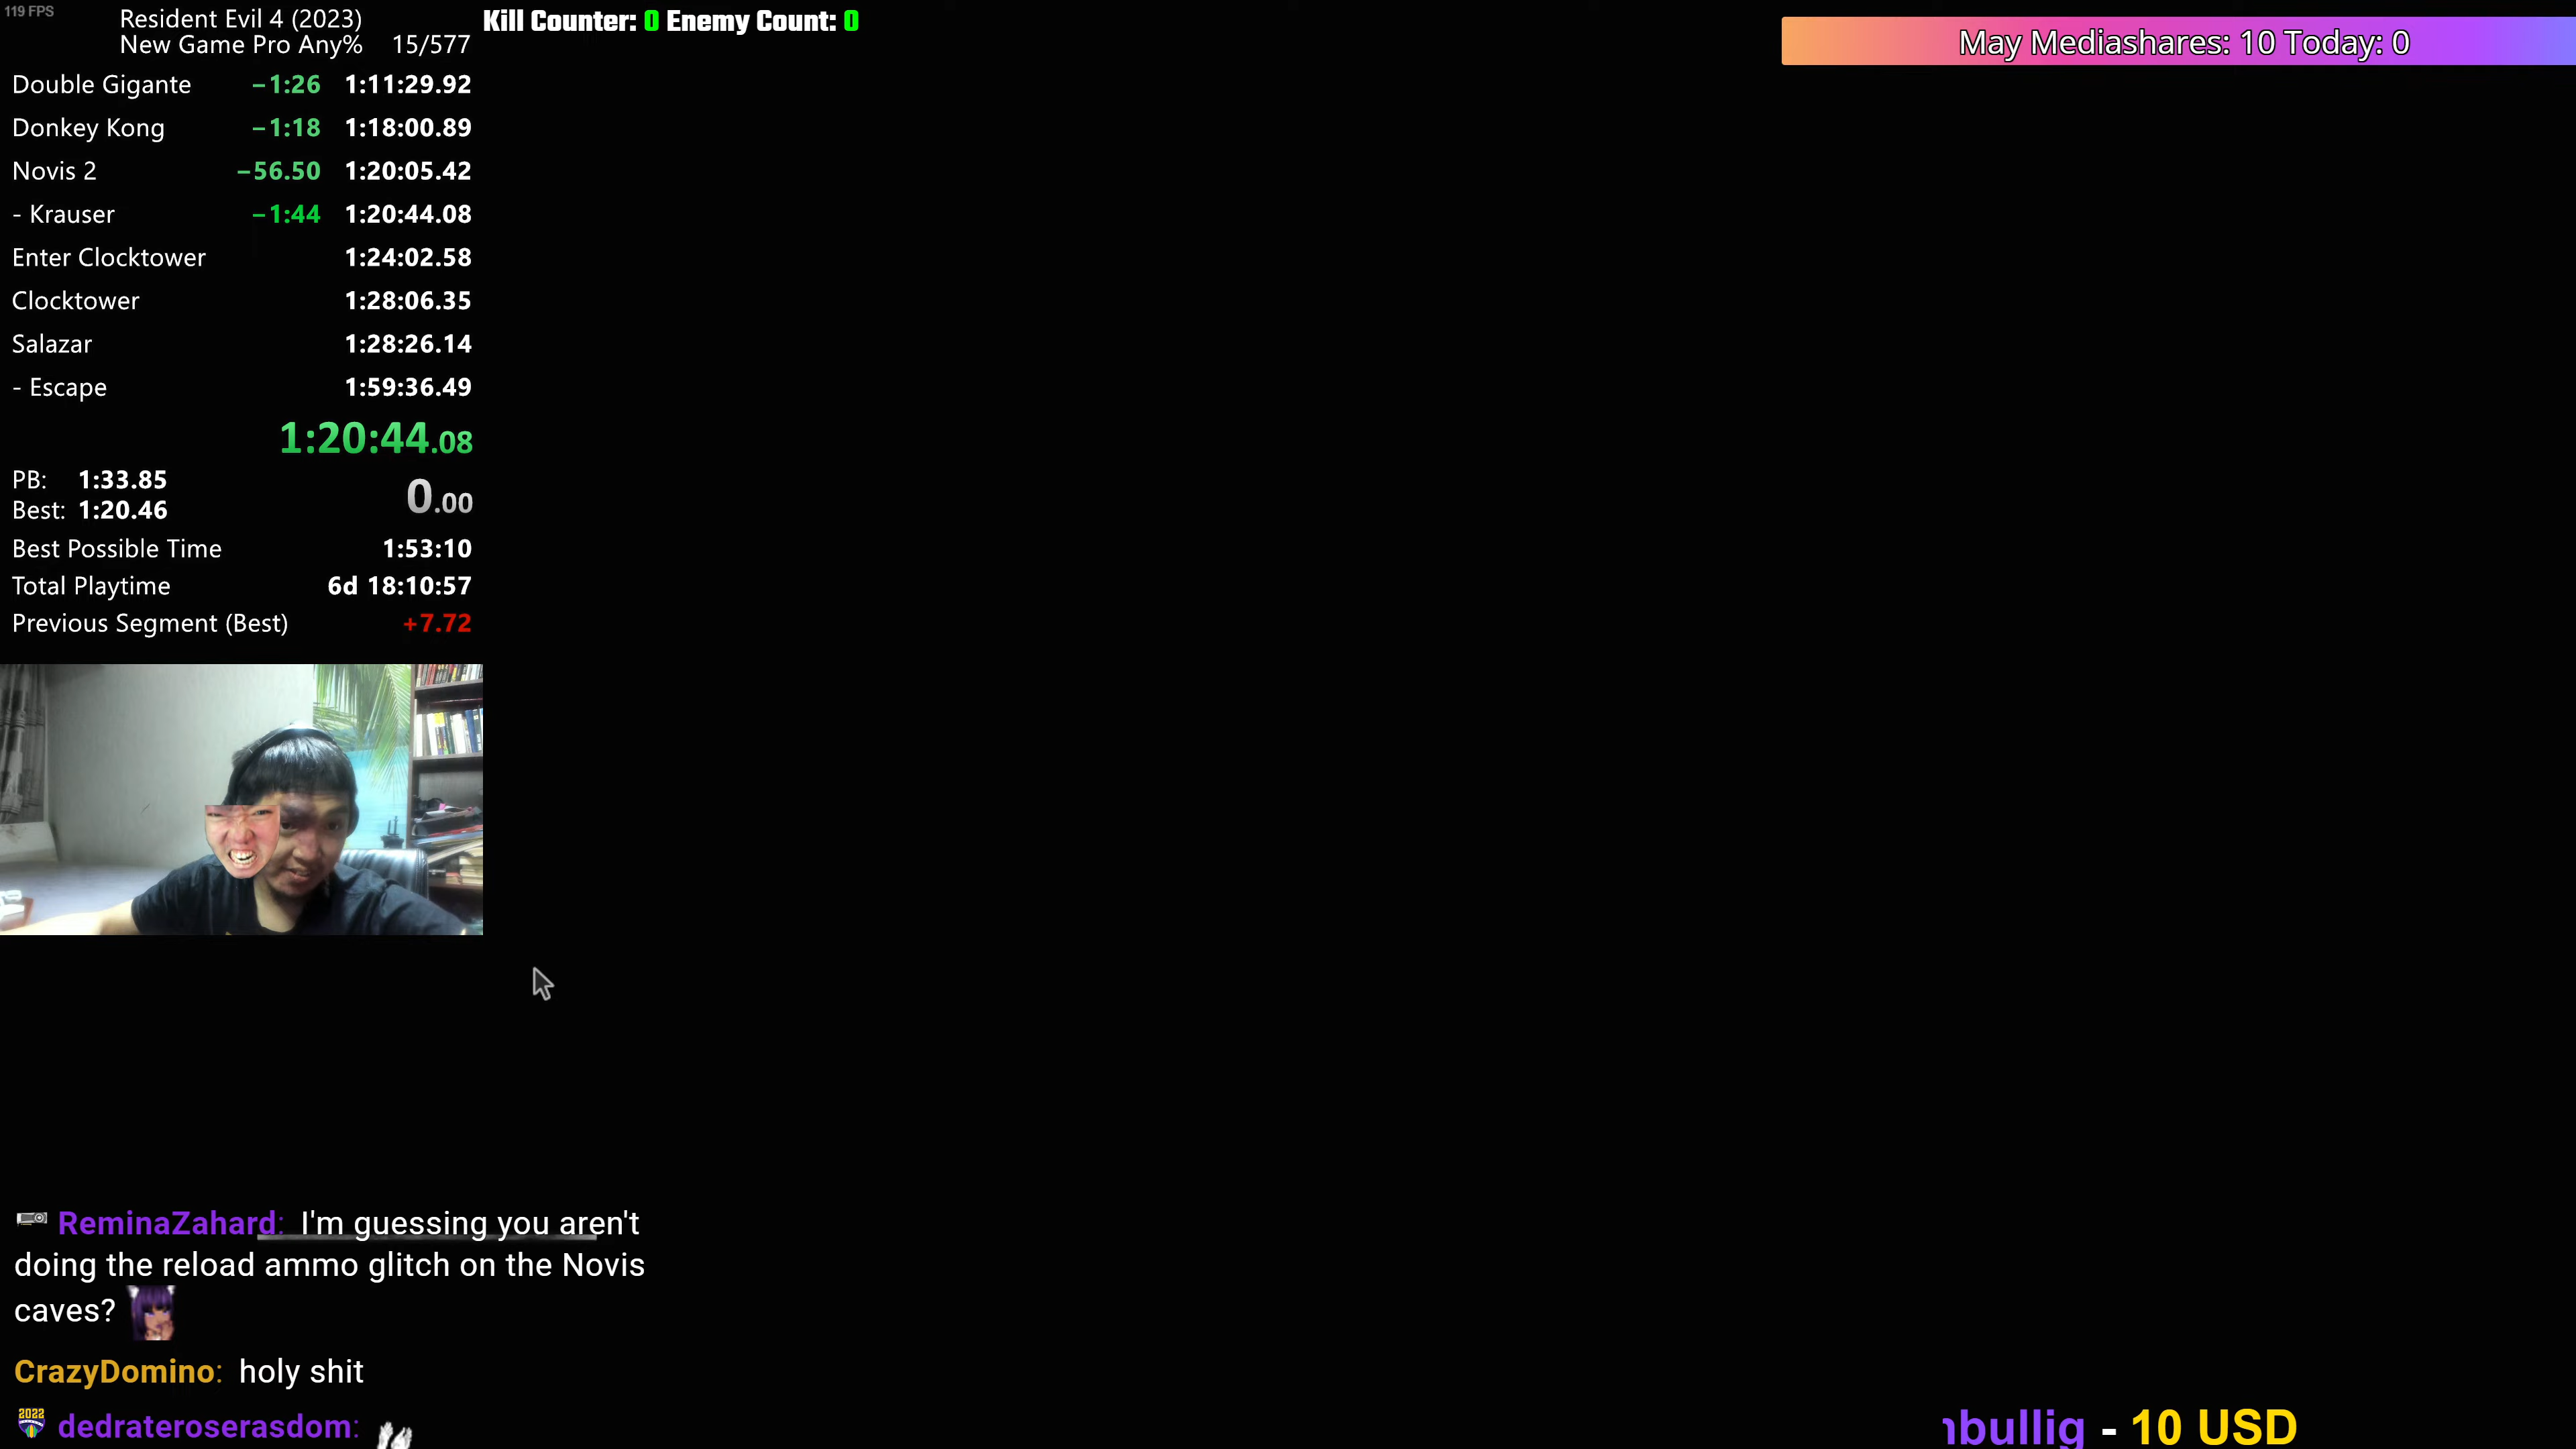 119 FPS
Resident Evil 4 (2023)
New Game Pro Any% 15/577
Kill Counter: 0 Enemy Count: 0
May Mediashares: 10 Today: 0
Double Gigante −1:26 1:11:29.92
Donkey Kong −1:18 1:18:00.89
Novis 2 −56.50 1:20:05.42
- Krauser −1:44 1:20:44.08
Enter Clocktower 1:24:02.58
Clocktower 1:28:06.35
Salazar 1:28:26.14
- Escape 1:59:36.49
1:20:44.08
PB: 1:33.85
0.00
Best: 1:20.46
Best Possible Time 1:53:10
Total Playtime 6d 18:10:57
Previous Segment (Best) +7.72
ReminaZahard: I'm guessing you aren't
doing the reload ammo glitch on the Novis
caves?
CrazyDomino: holy shit
2022 dedrateroserasdom:
bullig - 10 USD